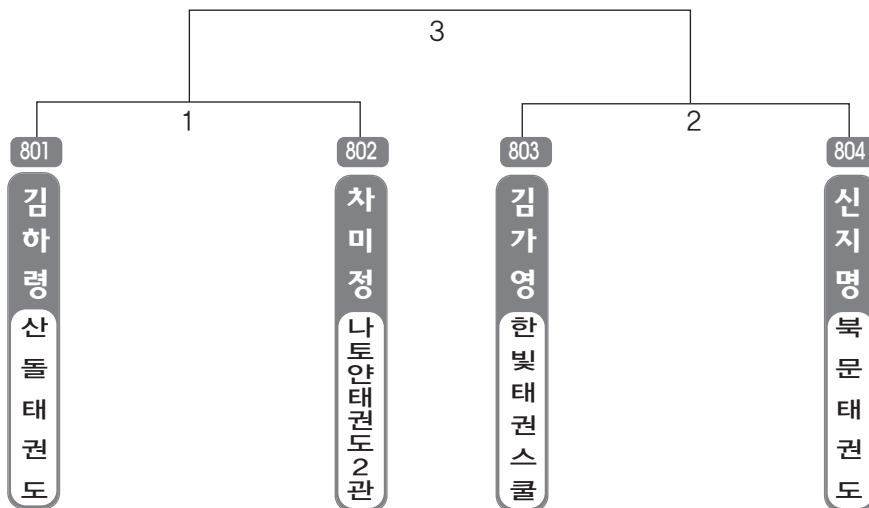 3
1
2
801
802
803
804
김하령
차미정
김가영
신지명
산돌태권도
나토얀태권도2관
한빛태권스쿨
북문태권도